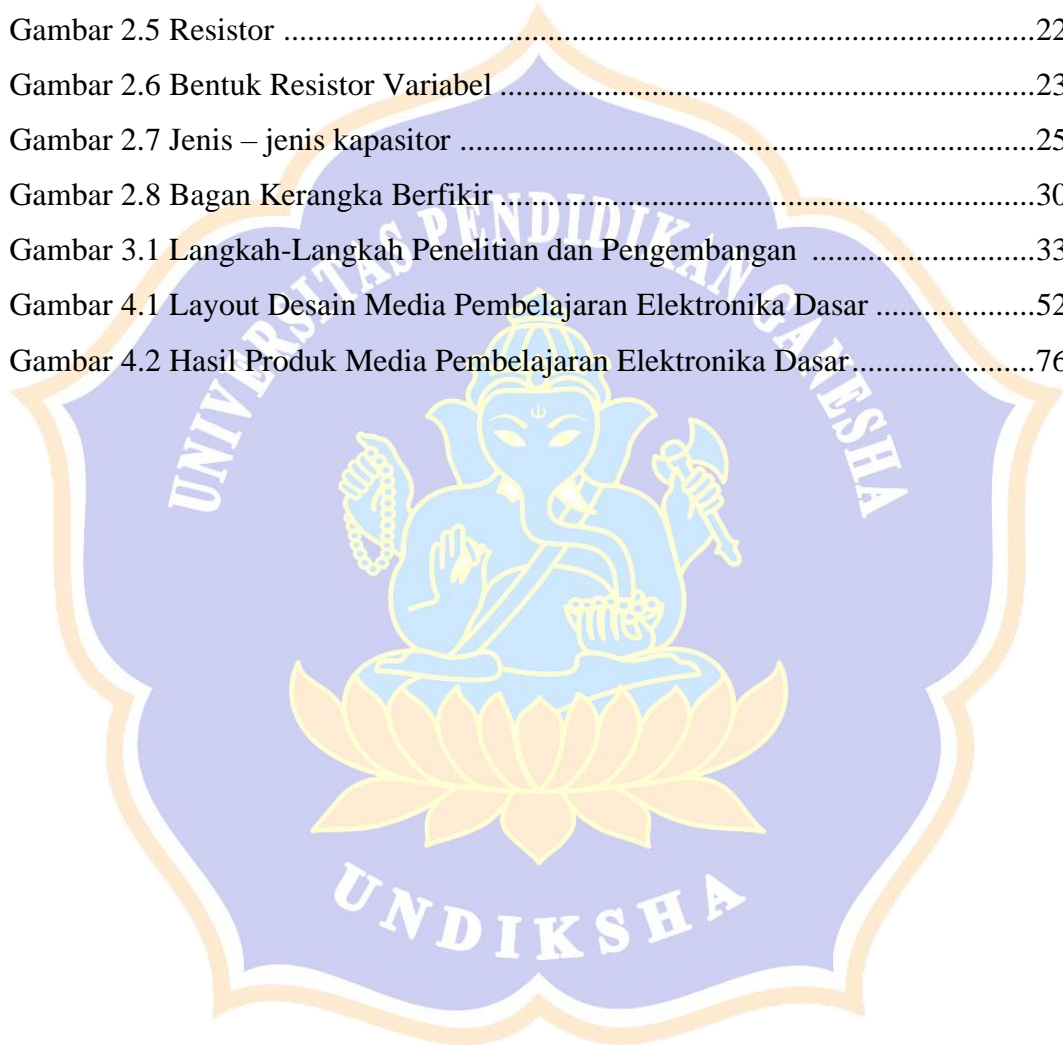 Gambar 2.5 Resistor ..........................................................................................22
Gambar 2.6 Bentuk Resistor Variabel ................................................................23
Gambar 2.7 Jenis – jenis kapasitor .....................................................................25
Gambar 2.8 Bagan Kerangka Berfikir ................................................................30
Gambar 3.1 Langkah-Langkah Penelitian dan Pengembangan ...........................33
Gambar 4.1 Layout Desain Media Pembelajaran Elektronika Dasar ...................52
Gambar 4.2 Hasil Produk Media Pembelajaran Elektronika Dasar......................76
UNIVERSITAS PENDIDIKAN GANESHA
UNDIKSHA